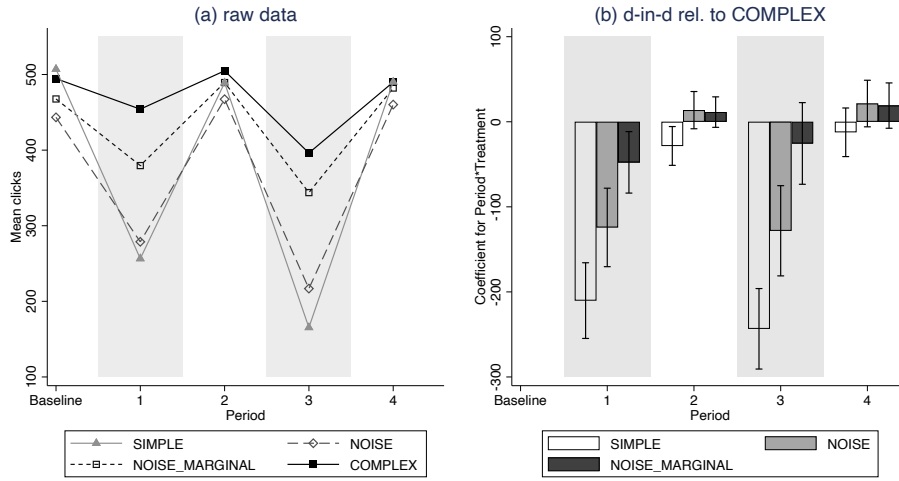 (a) raw data
Mean clicks
500
400
300
200
100
Baseline 1 2 3 4
Period
SIMPLE NOISE
NOISE_MARGINAL COMPLEX
(b) d-in-d rel. to COMPLEX
Coefficient for Period*Treatment
100
0
-100
-200
-300
Baseline 1 2 3 4
Period
SIMPLE NOISE
NOISE_MARGINAL